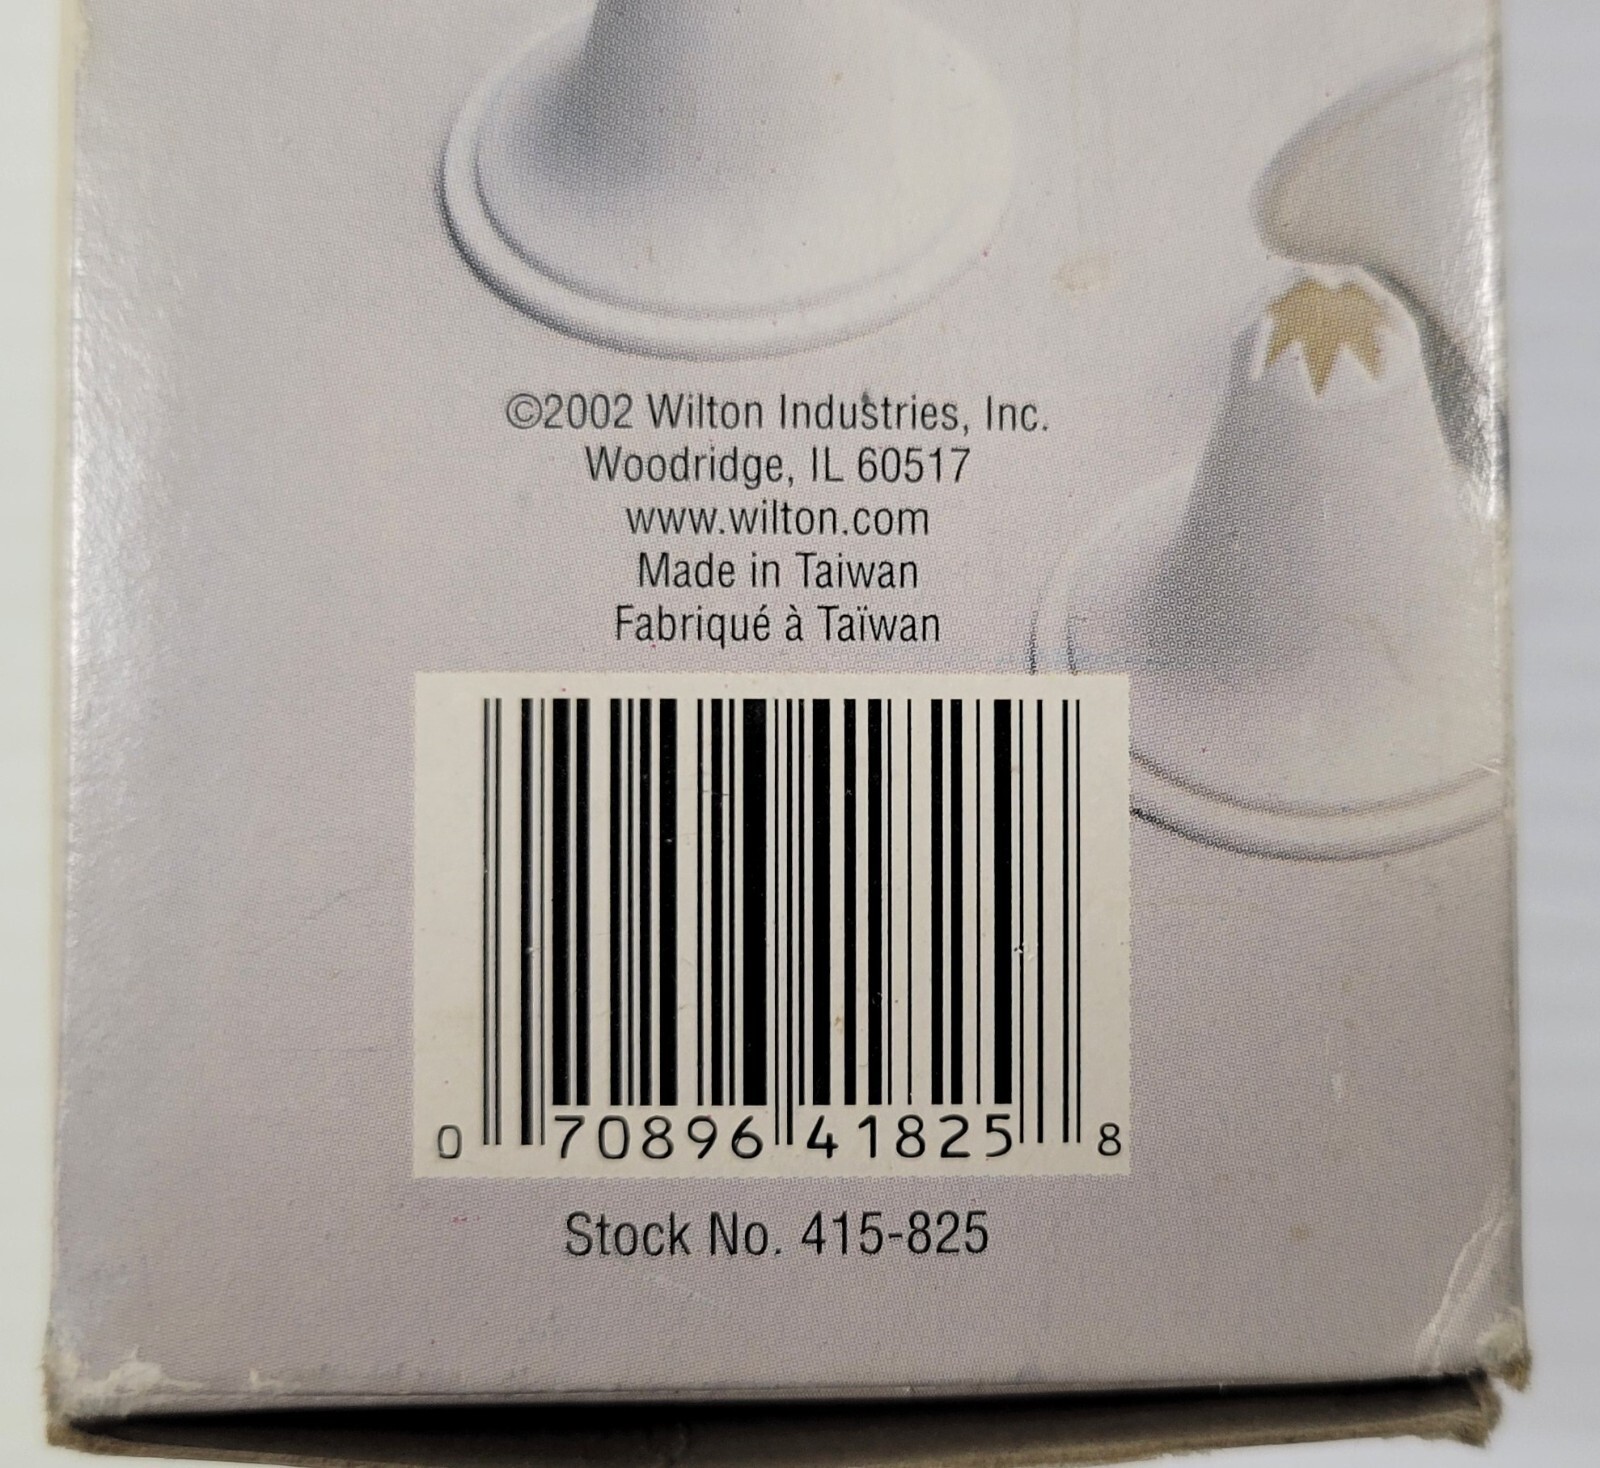 ©2002 Wilton Industries, Inc.
Woodridge, IL 60517
www.wilton.com
Made in Taiwan
Fabriqué à Taïwan
0 70896 41825 8
Stock No. 415-825